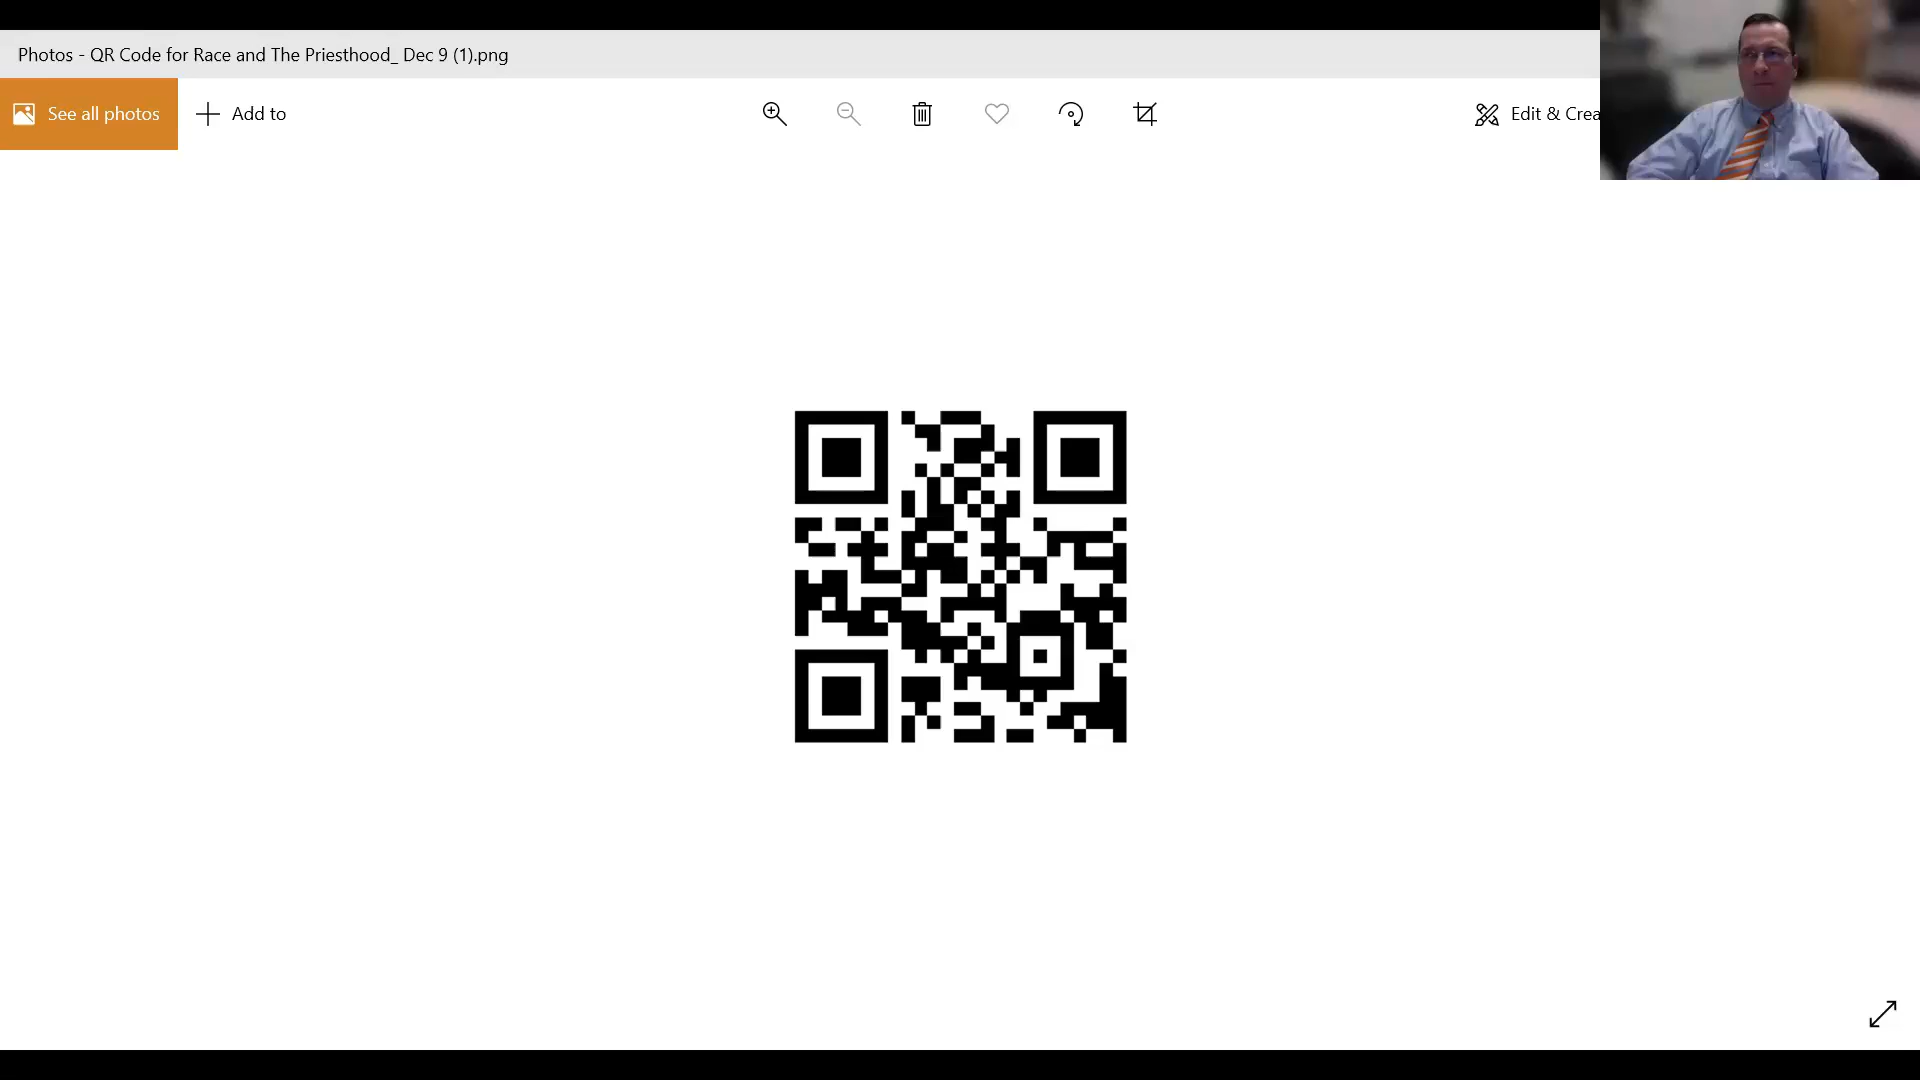 Photos - QR Code for Race and The Priesthood_ Dec 9 (1).png
See all photos
Add to
Edit & Crea